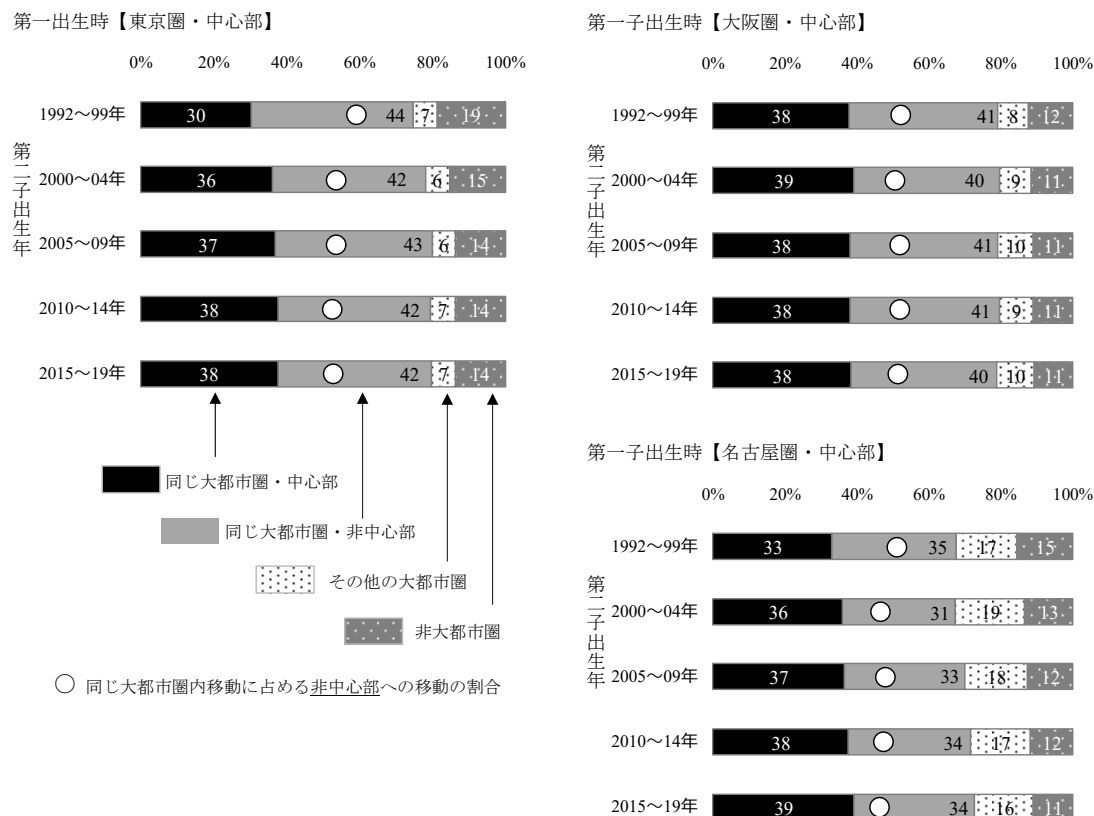 第一出生時【東京圏・中心部】
0% 20% 40% 60% 80% 100%
第二子出生年
1992～99年 30 44 7 19
2000～04年 36 42 6 15
2005～09年 37 43 6 14
2010～14年 38 42 7 14
2015～19年 38 42 7 14
同じ大都市圏・中心部
同じ大都市圏・非中心部
その他の大都市圏
非大都市圏
○ 同じ大都市圏内移動に占める非中心部への移動の割合
第一子出生時【大阪圏・中心部】
0% 20% 40% 60% 80% 100%
第二子出生年
1992～99年 38 41 8 12
2000～04年 39 40 9 11
2005～09年 38 41 10 11
2010～14年 38 41 9 11
2015～19年 38 40 10 11
第一子出生時【名古屋圏・中心部】
0% 20% 40% 60% 80% 100%
第二子出生年
1992～99年 33 35 17 15
2000～04年 36 31 19 13
2005～09年 37 33 18 12
2010～14年 38 34 17 12
2015～19年 39 34 16 11